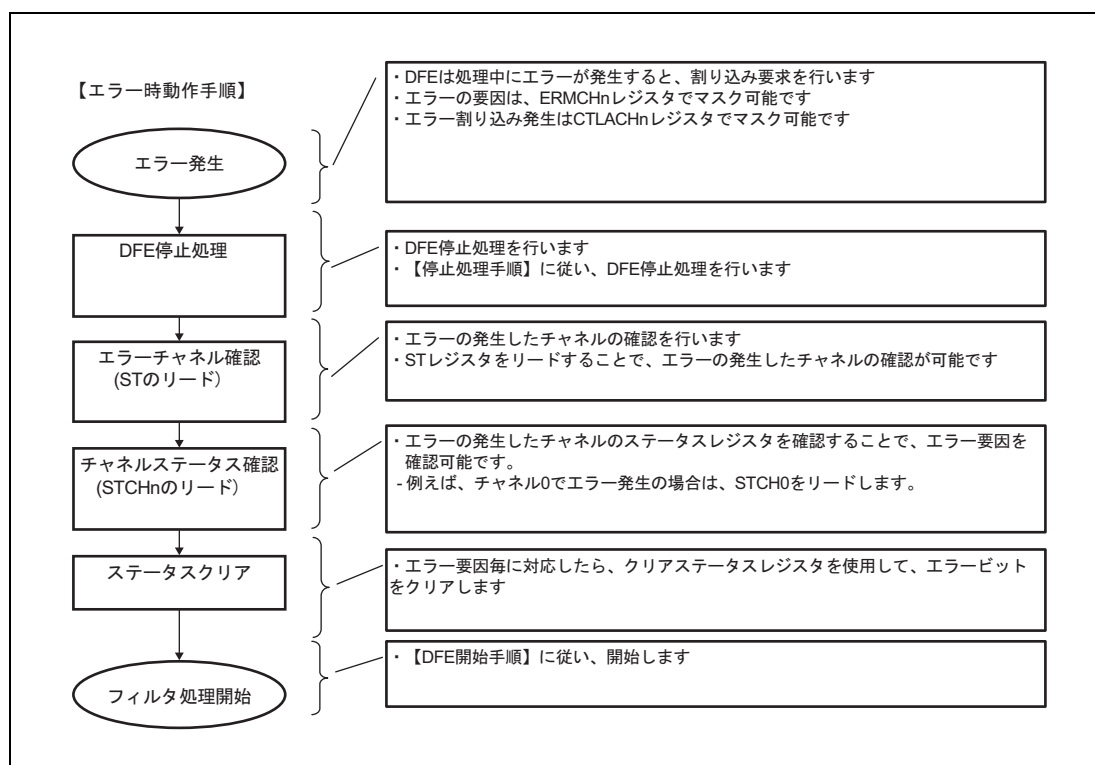 【エラー時動作手順】
エラー発生
・DFEは処理中にエラーが発生すると、割り込み要求を行います
・エラーの要因は、ERMCHnレジスタでマスク可能です
・エラー割り込み発生はCTLACHnレジスタでマスク可能です
DFE停止処理
・DFE停止処理を行います
・【停止処理手順】に従い、DFE停止処理を行います
エラーチャネル確認
(STのリード)
・エラーの発生したチャネルの確認を行います
・STレジスタをリードすることで、エラーの発生したチャネルの確認が可能です
チャネルステータス確認
(STCHnのリード)
・エラーの発生したチャネルのステータスレジスタを確認することで、エラー要因を
確認可能です。
- 例えば、チャネル0でエラー発生の場合は、STCH0をリードします。
ステータスクリア
・エラー要因毎に対応したら、クリアステータスレジスタを使用して、エラービット
をクリアします
フィルタ処理開始
・【DFE開始手順】に従い、開始します